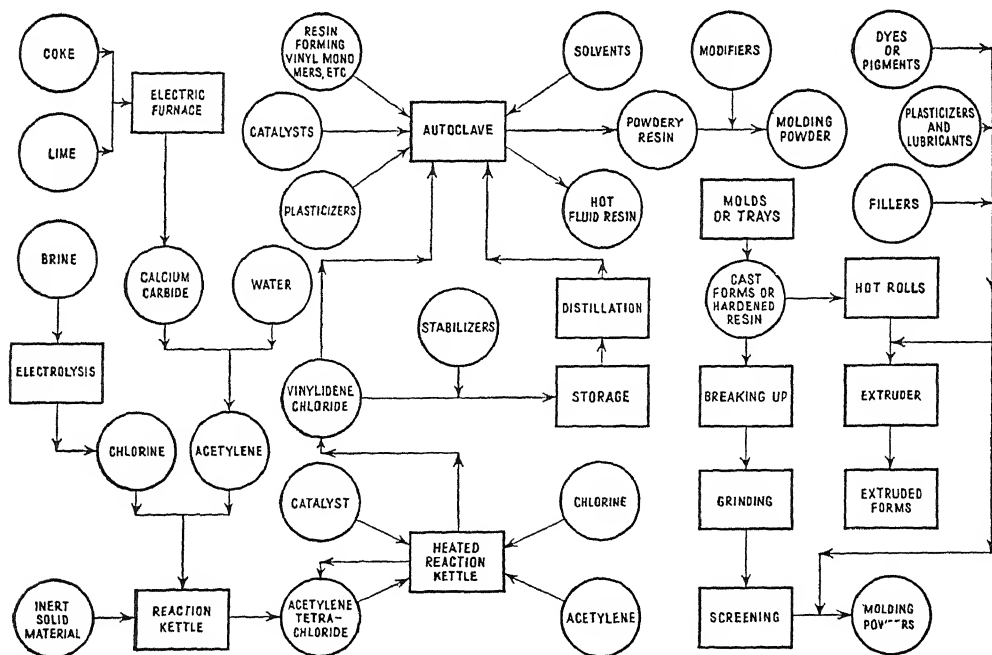 COKE
LIME
ELECTRIC
FURNACE
RESIN
FORMING
VINYL MONO
MERS, ETC
CATALYSTS
PLASTICIZERS
AUTOCLAVE
SOLVENTS
MODIFIERS
POWDERY
RESIN
MOLDING
POWDER
HOT
FLUID RESIN
DYES
OR
PIGMENTS
PLASTICIZERS
AND
LUBRICANTS
FILLERS
MOLDS
OR TRAYS
BRINE
CALCIUM
CARBIDE
WATER
STABILIZERS
DISTILLATION
CAST
FORMS OR
HARDENED
RESIN
HOT ROLLS
ELECTROLYSIS
VINYLIDENE
CHLORIDE
STORAGE
BREAKING UP
EXTRUDER
CHLORINE
ACETYLENE
CATALYST
CHLORINE
GRINDING
EXTRUDED
FORMS
HEATED
REACTION
KETTLE
INERT
SOLID
MATERIAL
REACTION
KETTLE
ACETYLENE
TETRA-
CHLORIDE
ACETYLENE
SCREENING
MOLDING